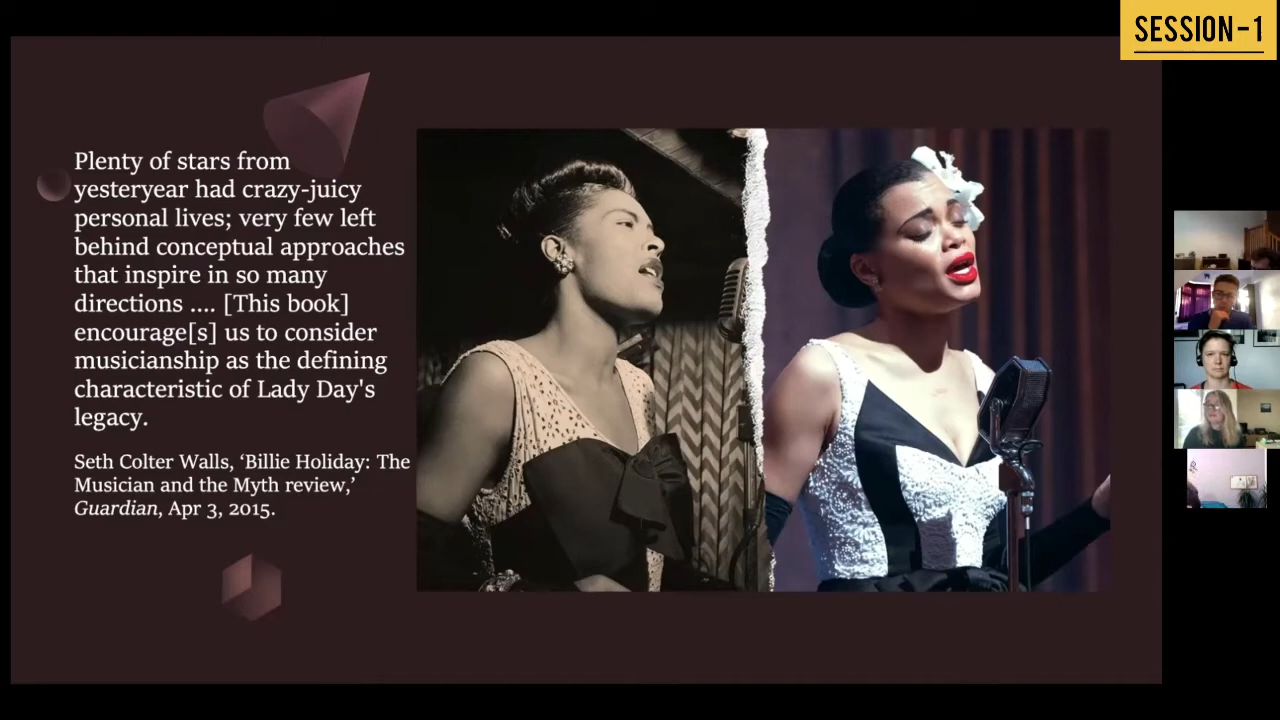 SESSION-1
Plenty of stars from
yesteryear had crazy-juicy
personal lives; very few left
behind conceptual approaches
that inspire in so many
directions .... [This book]
encourage[s] us to consider
musicianship as the defining
characteristic of Lady Day's
legacy.
Seth Colter Walls, ‘Billie Holiday: The
Musician and the Myth review,’
Guardian, Apr 3, 2015.